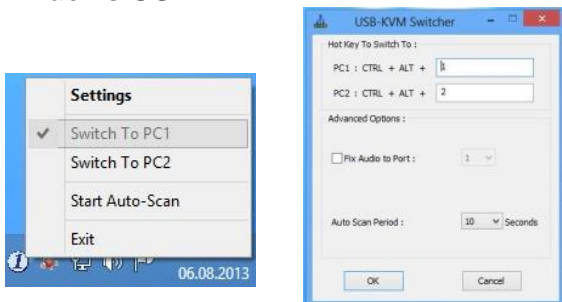 Settings
Switch To PC1
Switch To PC2
Start Auto-Scan
Exit
06.08.2013
USB-KVM Switcher
Hot Key To Switch To :
PC1 : CTRL + ALT + 1
PC2 : CTRL + ALT + 2
Advanced Options :
Fix Audio to Port : 1
Auto Scan Period : 10 Seconds
OK Cancel